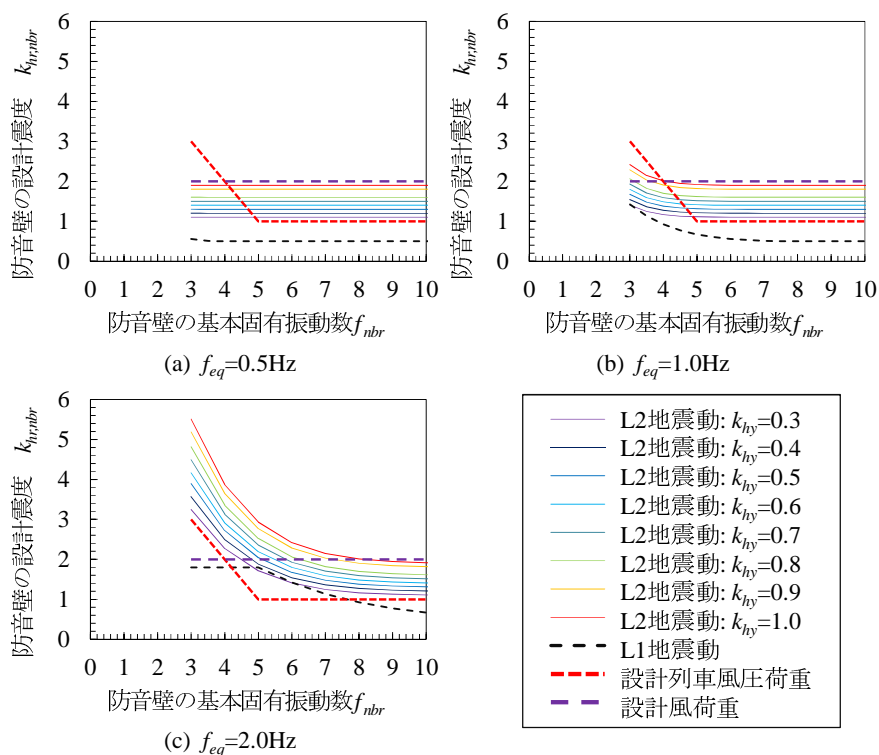 防音壁の設計震度 k_{hr,nbr}
6
5
4
3
2
1
0
0 1 2 3 4 5 6 7 8 9 10
防音壁の基本固有振動数f_{nbr}
(a) f_{eq}=0.5Hz
防音壁の設計震度 k_{hr,nbr}
6
5
4
3
2
1
0
0 1 2 3 4 5 6 7 8 9 10
防音壁の基本固有振動数f_{nbr}
(b) f_{eq}=1.0Hz
防音壁の設計震度 k_{hr,nbr}
6
5
4
3
2
1
0
0 1 2 3 4 5 6 7 8 9 10
防音壁の基本固有振動数f_{nbr}
(c) f_{eq}=2.0Hz
L2地震動: k_{hy}=0.3
L2地震動: k_{hy}=0.4
L2地震動: k_{hy}=0.5
L2地震動: k_{hy}=0.6
L2地震動: k_{hy}=0.7
L2地震動: k_{hy}=0.8
L2地震動: k_{hy}=0.9
L2地震動: k_{hy}=1.0
L1地震動
設計列車風圧荷重
設計風荷重